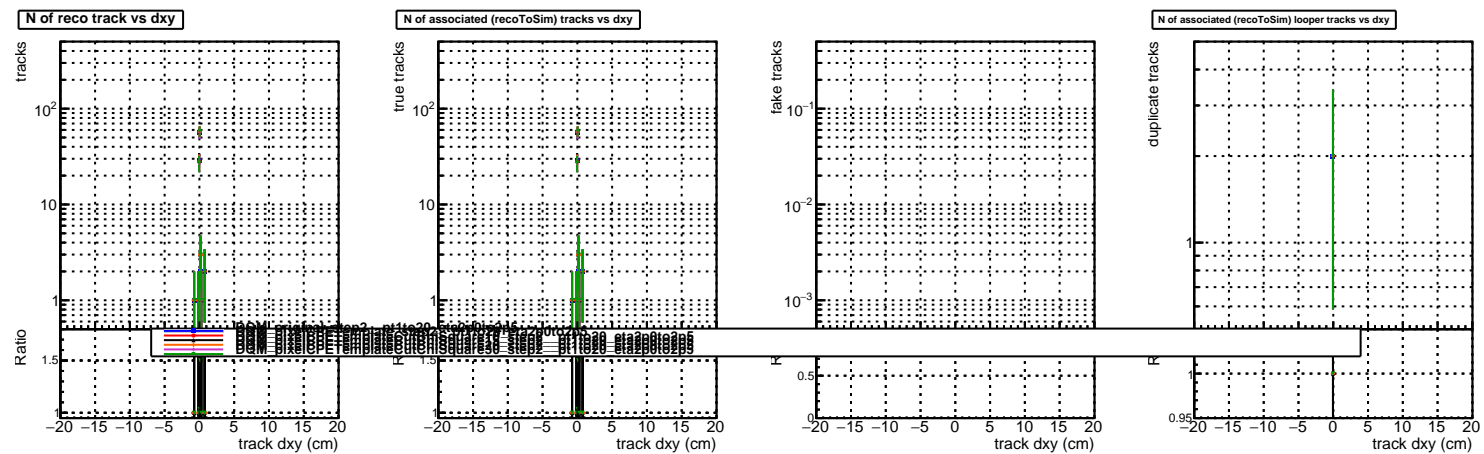 N of reco track vs dxy
N of associated (recoToSim) tracks vs dxy
N of associated (recoToSim) looper tracks vs dxy
tracks
10²
10
1
Ratio
1.5
1
−20 −15 −10 −5 0 5 10 15 20
track dxy (cm)
true tracks
10²
10
1
1.5
1
−20 −15 −10 −5 0 5 10 15 20
track dxy (cm)
fake tracks
10⁻¹
10⁻²
10⁻³
0.5
0
−20 −15 −10 −5 0 5 10 15 20
track dxy (cm)
duplicate tracks
1
1
0.95
−20 −15 −10 −5 0 5 10 15 20
track dxy (cm)